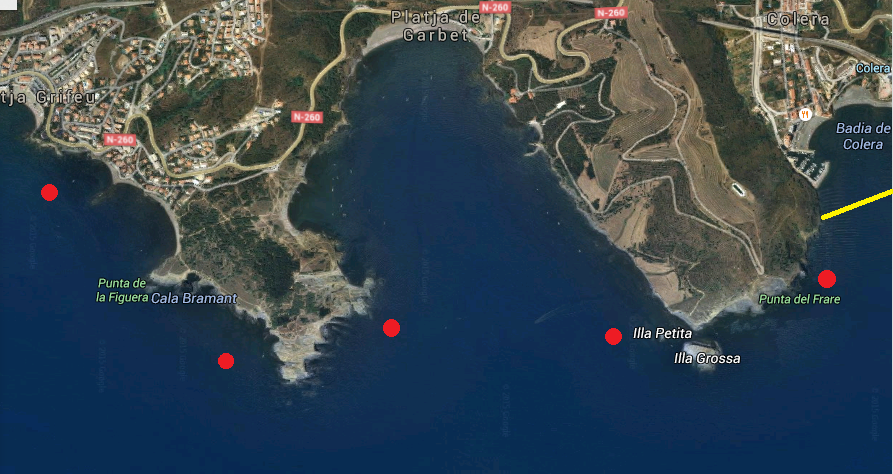 Platja de
Garbet
N-260
N-260
Colera
Colera
tja Grifeu
N-260
N-260
Badia de
Colera
Punta de
la Figuera
Cala Bramant
Punta del Frare
Illa Petita
Illa Grossa